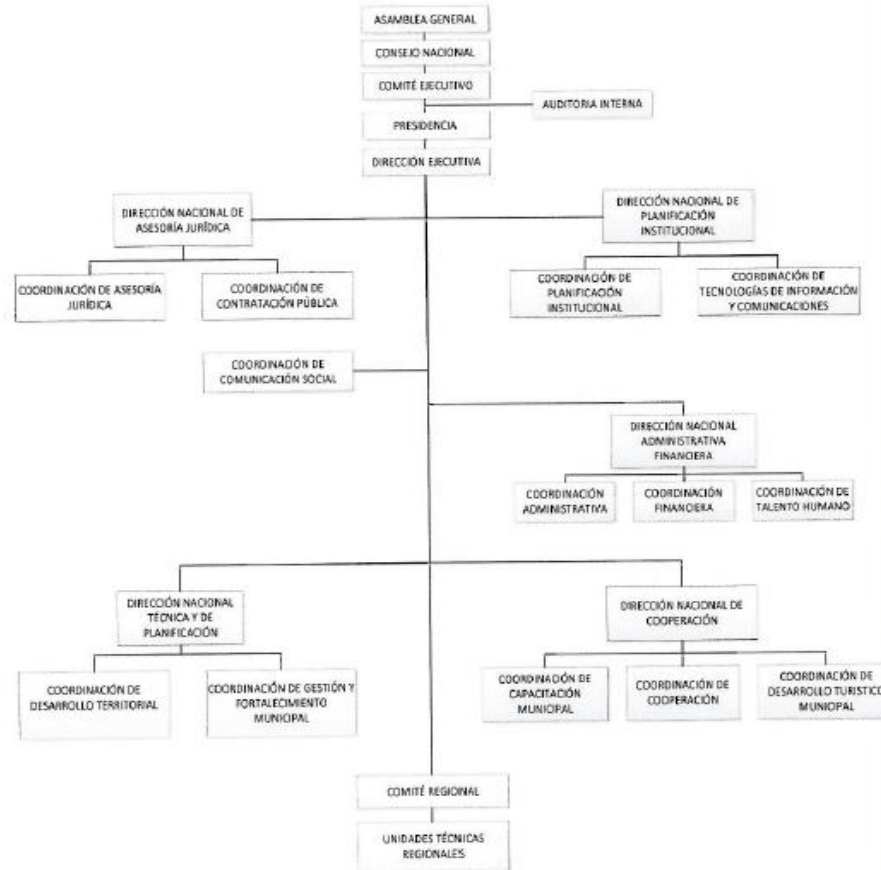 ASAMBLEA GENERAL
CONSEJO NACIONAL
COMITÉ EJECUTIVO
AUDITORIA INTERNA
PRESIDENCIA
DIRECCIÓN EJECUTIVA
DIRECCIÓN NACIONAL DE
ASESORÍA JURÍDICA
DIRECCIÓN NACIONAL DE
PLANIFICACIÓN
INSTITUCIONAL
COORDINACIÓN DE ASESORÍA
JURÍDICA
COORDINACIÓN DE
CONTRATACIÓN PÚBLICA
COORDINACIÓN DE
PLANIFICACIÓN
INSTITUCIONAL
COORDINACIÓN DE
TECNOLOGÍAS DE INFORMACIÓN
Y COMUNICACIONES
COORDINACIÓN DE
COMUNICACIÓN SOCIAL
DIRECCIÓN NACIONAL
ADMINISTRATIVA
FINANCIERA
COORDINACIÓN
ADMINISTRATIVA
COORDINACIÓN
FINANCIERA
COORDINACIÓN DE
TALENTO HUMANO
DIRECCIÓN NACIONAL
TÉCNICA Y DE
PLANIFICACIÓN
DIRECCIÓN NACIONAL DE
COOPERACIÓN
COORDINACIÓN DE
DESARROLLO TERRITORIAL
COORDINACIÓN DE GESTIÓN Y
FORTALECIMIENTO
MUNICIPAL
COORDINACIÓN DE
CAPACITACIÓN
MUNICIPAL
COORDINACIÓN DE
COOPERACIÓN
COORDINACIÓN DE
DESARROLLO TURISTICO
MUNICIPAL
COMITÉ REGIONAL
UNIDADES TÉCNICAS
REGIONALES